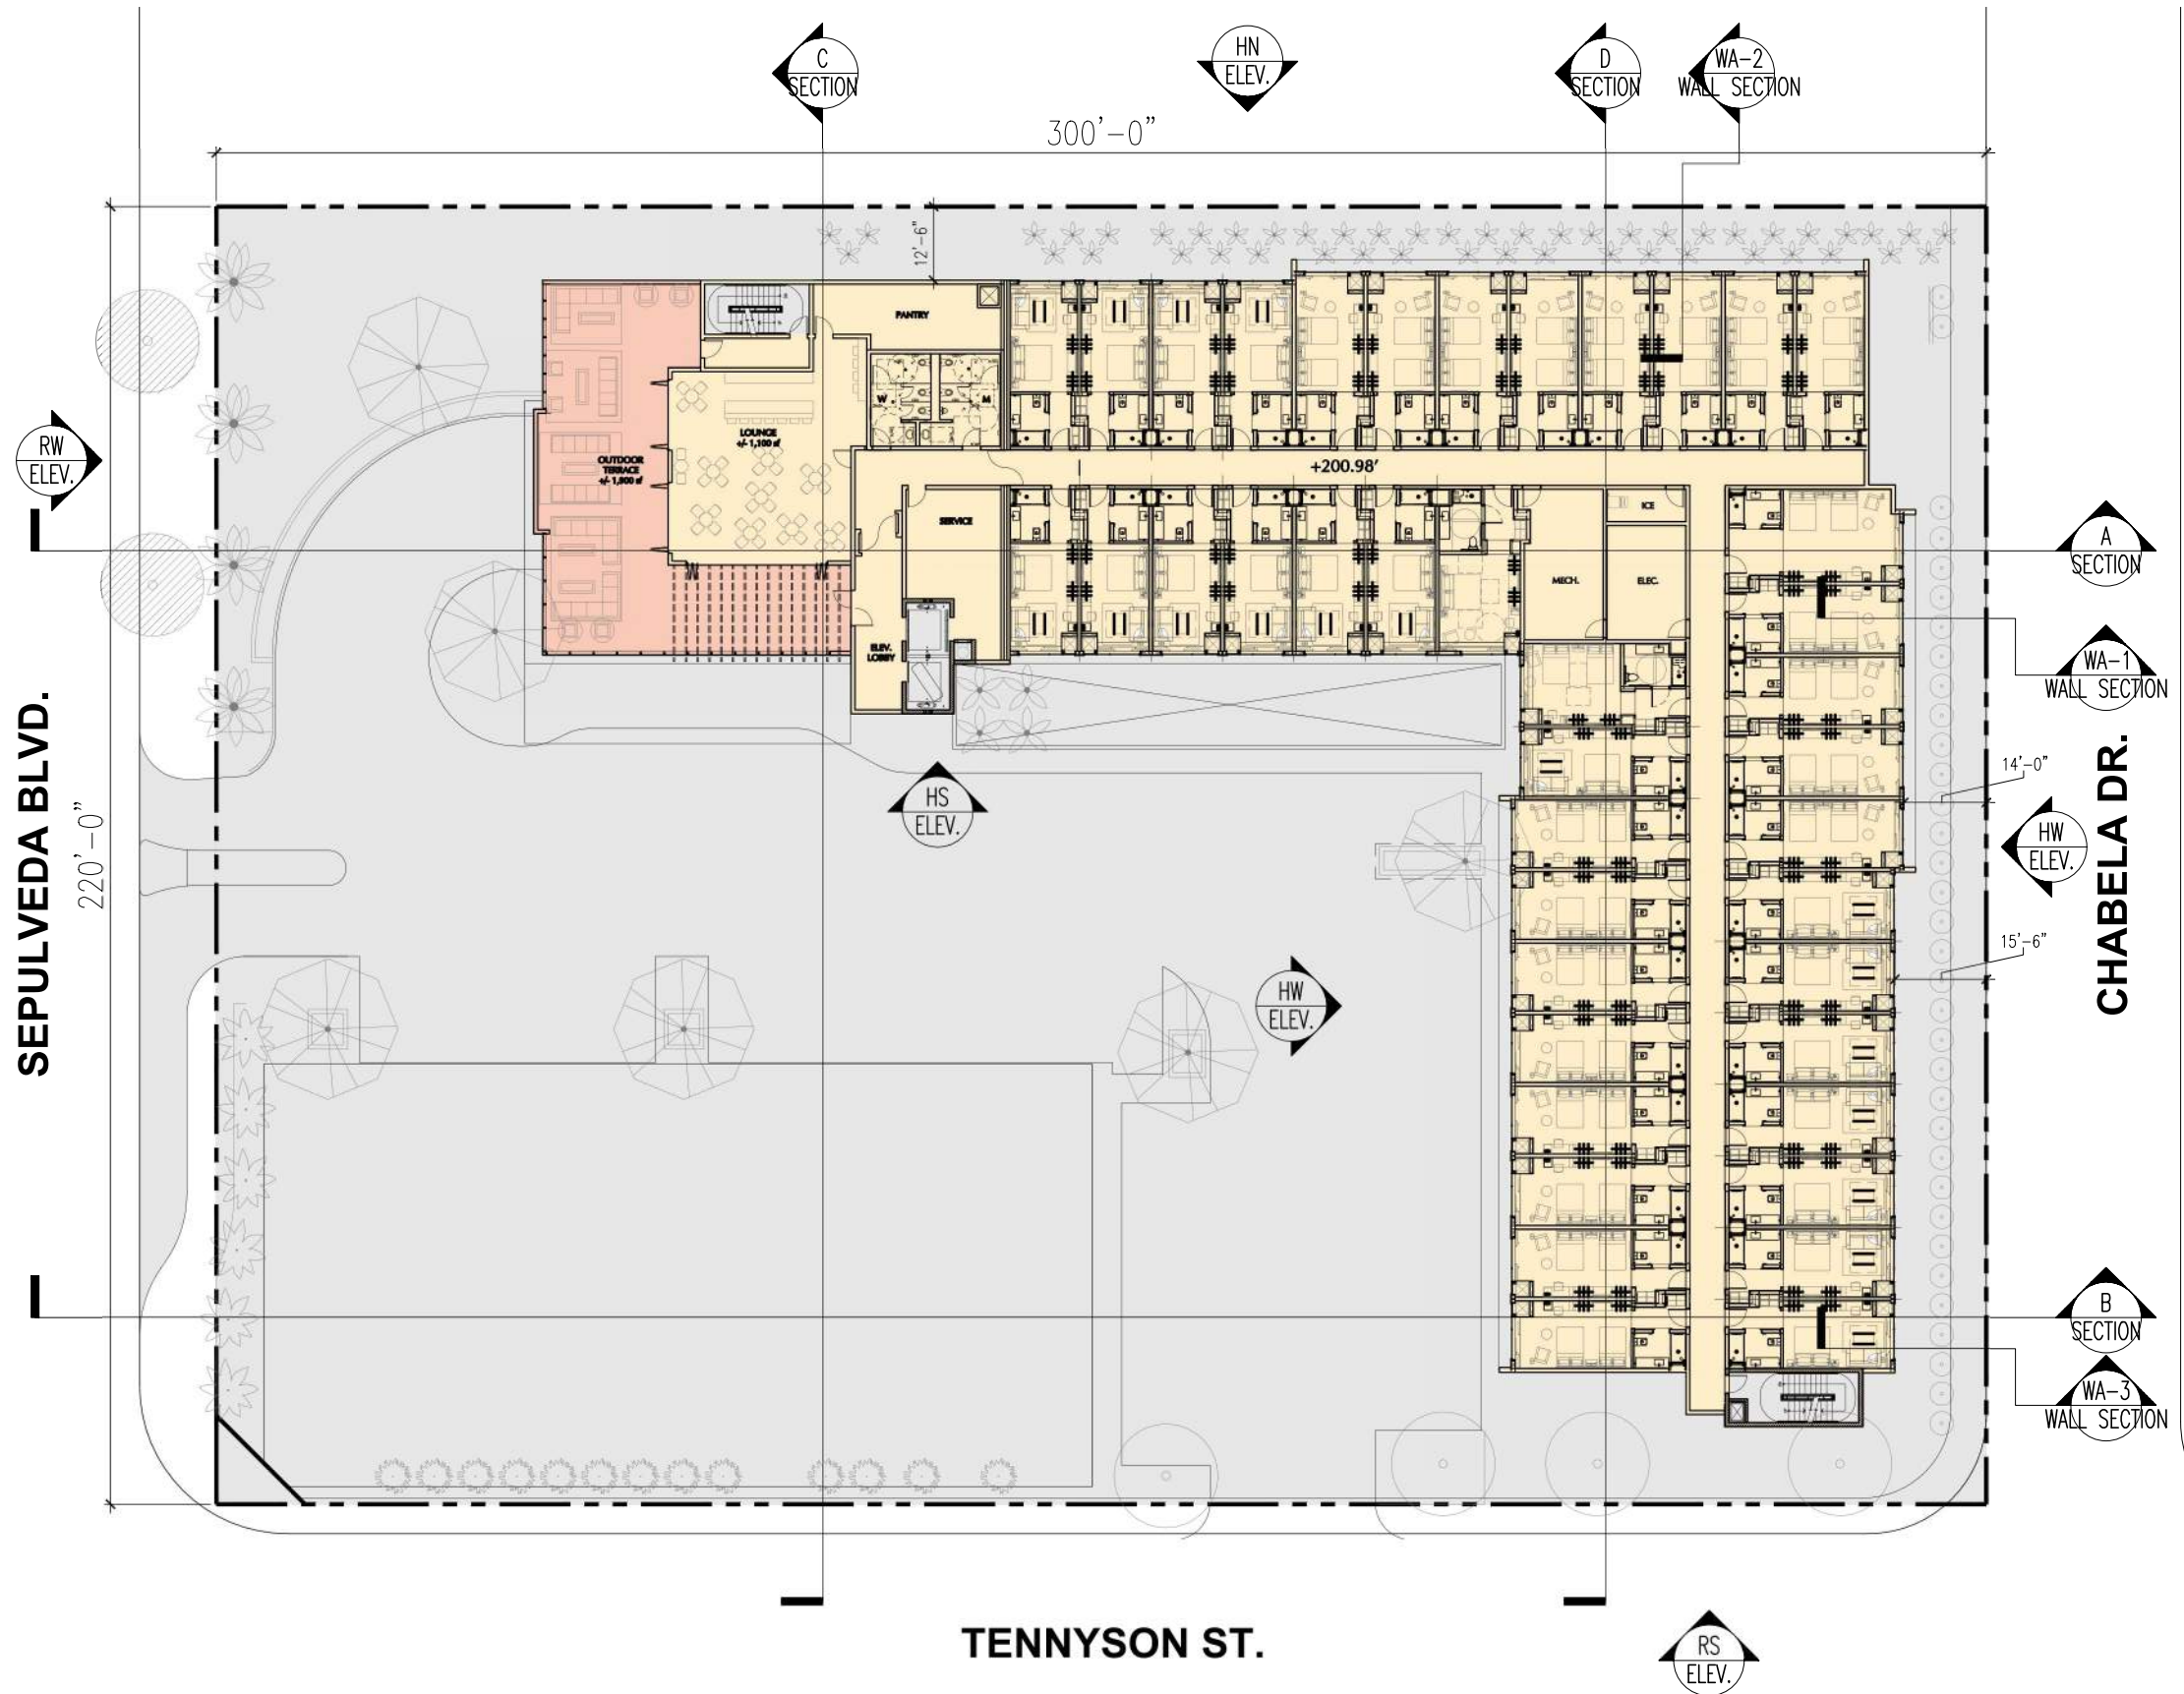 C
SECTION
HN
ELEV.
D
SECTION
WA-2
WALL SECTION
300'-0"
12'-6"
PANTRY
W
M
LOUNGE
+/- 1,100 sf
OUTDOOR
TERRACE
+/- 1,800 sf
RW
ELEV.
+200.98'
SERVICE
ICE
MECH.
ELEC.
ELEV.
LOBBY
A
SECTION
WA-1
WALL SECTION
SEPULVEDA BLVD.
220'-0"
HS
ELEV.
14'-0"
HW
ELEV.
CHABELA DR.
15'-6"
HW
ELEV.
B
SECTION
WA-3
WALL SECTION
TENNYSON ST.
RS
ELEV.